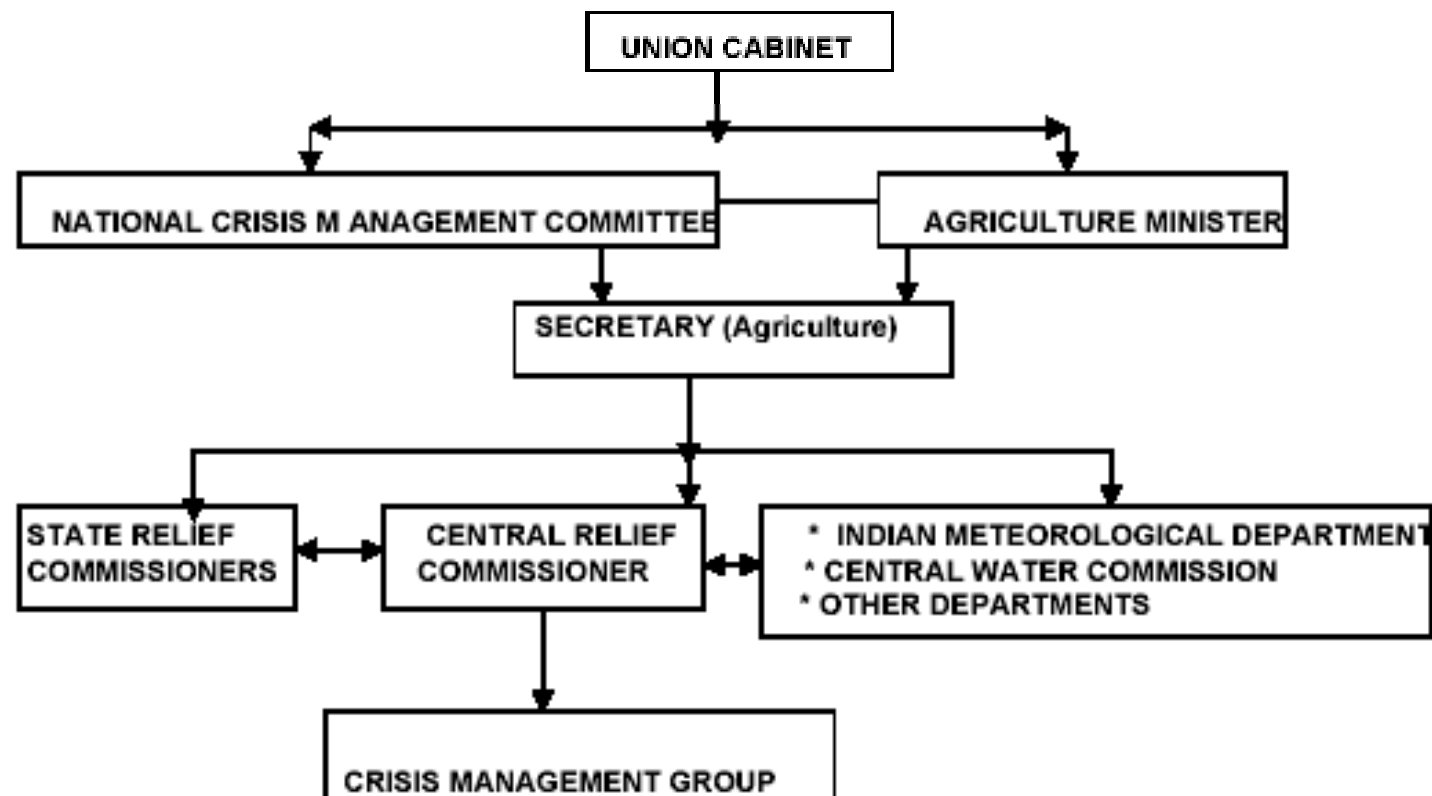 UNION CABINET
NATIONAL CRISIS M ANAGEMENT COMMITTEE
AGRICULTURE MINISTER
SECRETARY (Agriculture)
STATE RELIEF
COMMISSIONERS
CENTRAL RELIEF
COMMISSIONER
* INDIAN METEOROLOGICAL DEPARTMENT
* CENTRAL WATER COMMISSION
* OTHER DEPARTMENTS
CRISIS MANAGEMENT GROUP